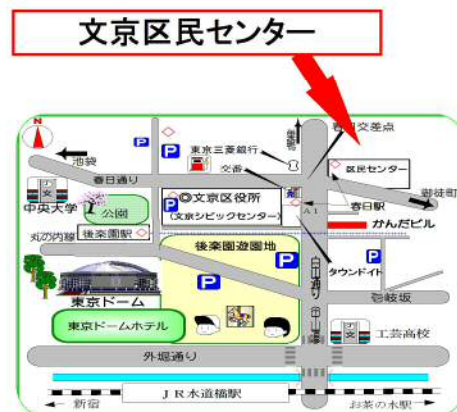 文京区民センター
N
春日交差点
東京三菱銀行
池袋
交番
区民センター
春日通り
御徒町
文
中央大学
公園
◎文京区役所
(文京シビックセンター)
A1
春日駅
丸の内線
後楽園駅
かんだビル
後楽園遊園地
P
白山通り
タウンドイト
壱岐坂
東京ドーム
東京ドームホテル
文
工芸高校
外堀通り
JR水道橋駅
新宿
お茶の水駅